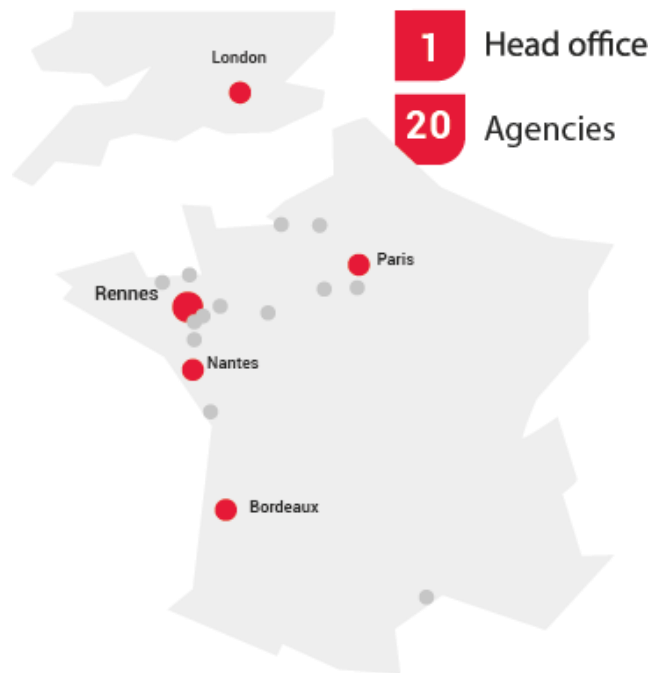 London
1 Head office
20 Agencies
Paris
Rennes
Nantes
Bordeaux